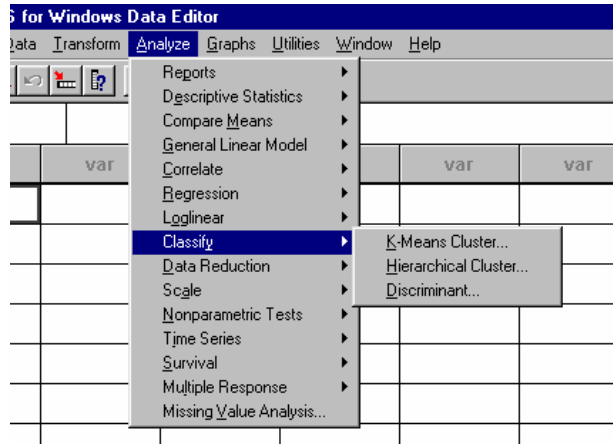 S for Windows Data Editor
Data Transform Analyze Graphs Utilities Window Help
Reports
Descriptive Statistics
Compare Means
General Linear Model
var var var
Correlate
Regression
Loglinear
Classify
K-Means Cluster...
Data Reduction
Hierarchical Cluster...
Scale
Discriminant...
Nonparametric Tests
Time Series
Survival
Multiple Response
Missing Value Analysis...